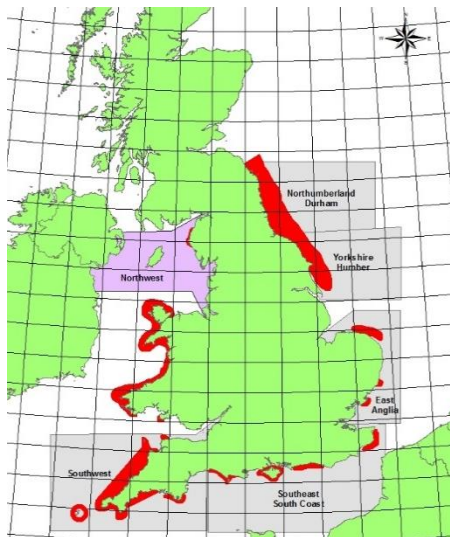 Northumberland
Durham
Yorkshire
Humber
Northwest
East
Anglia
Southwest
Southeast
South Coast